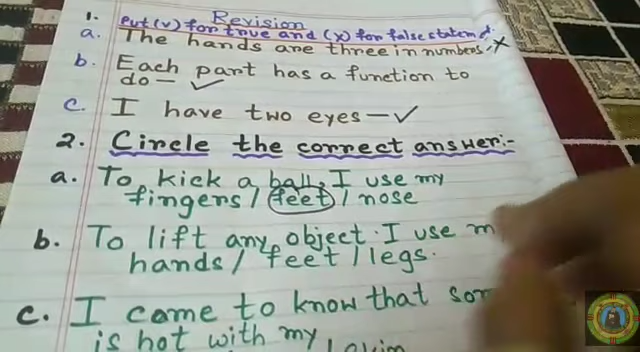 Revision
1. Put (✓) for true and (x) for false statement.
a. The hands are three in numbers. ✗
b. Each part has a function to
do — ✓
c. I have two eyes — ✓
2. Circle the correct answer:-
a. To kick a ball, I use my
fingers / feet / nose
b. To lift any object. I use
hands / feet / legs.
c. I come to know that
is hot with my